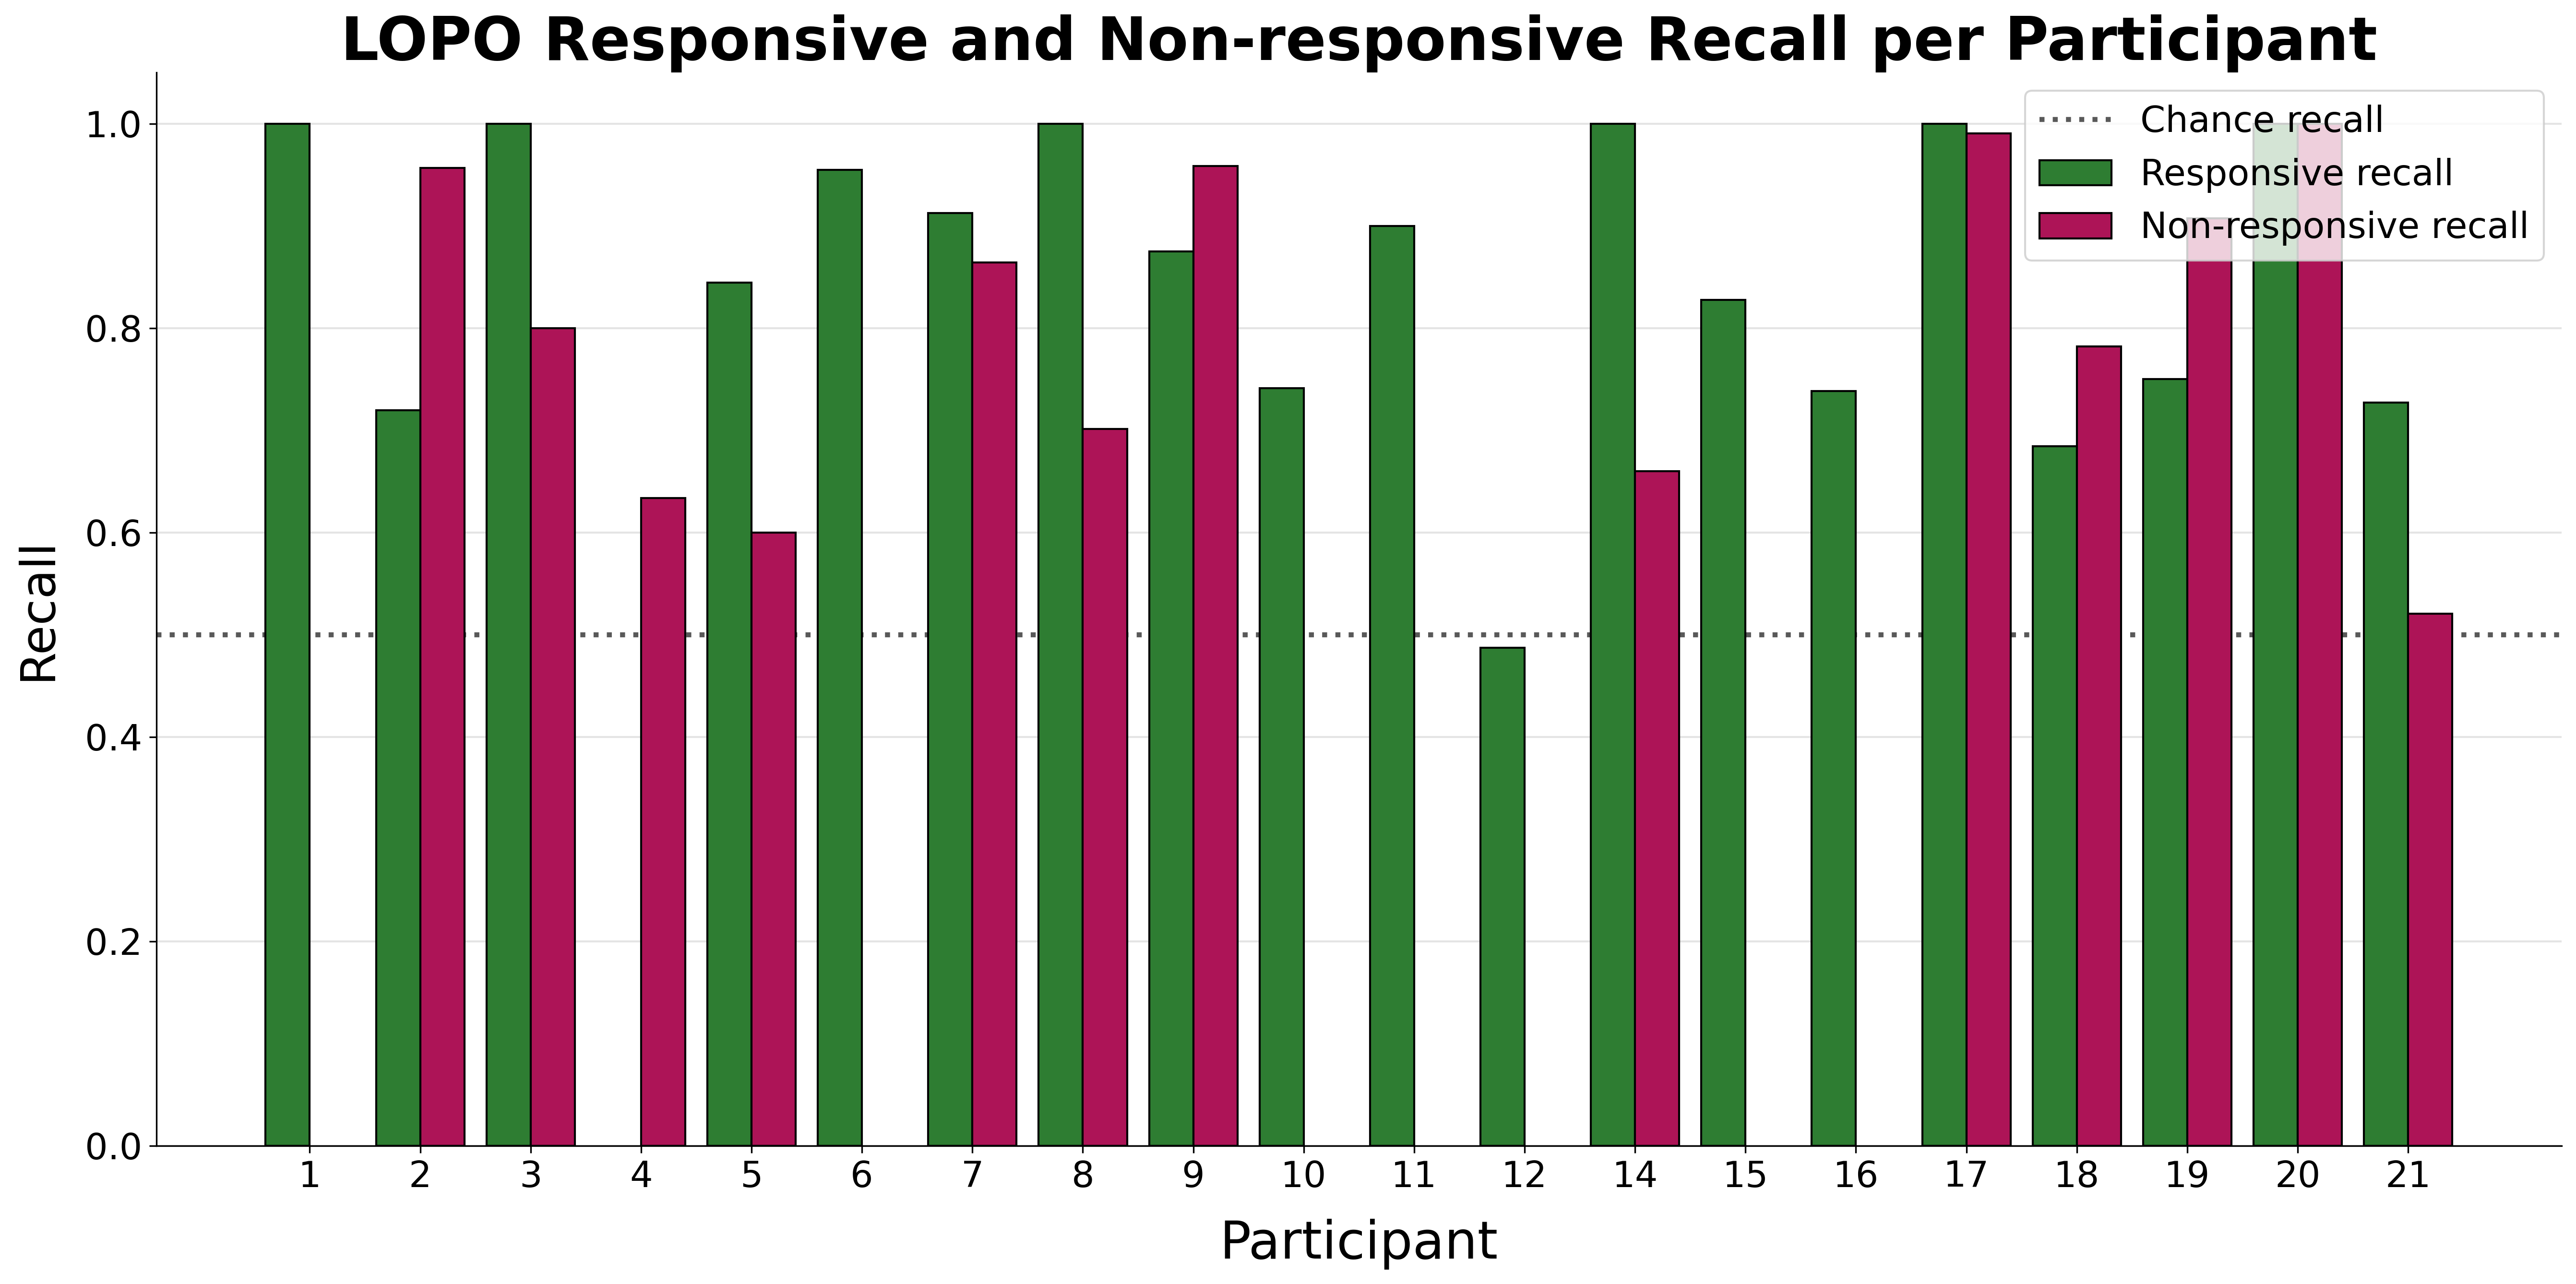 LOPO Responsive and Non-responsive Recall per Participant
Chance recall
Responsive recall
Non-responsive recall
Recall
1.0
0.8
0.6
0.4
0.2
0.0
1 2 3 4 5 6 7 8 9 10 11 12 14 15 16 17 18 19 20 21
Participant